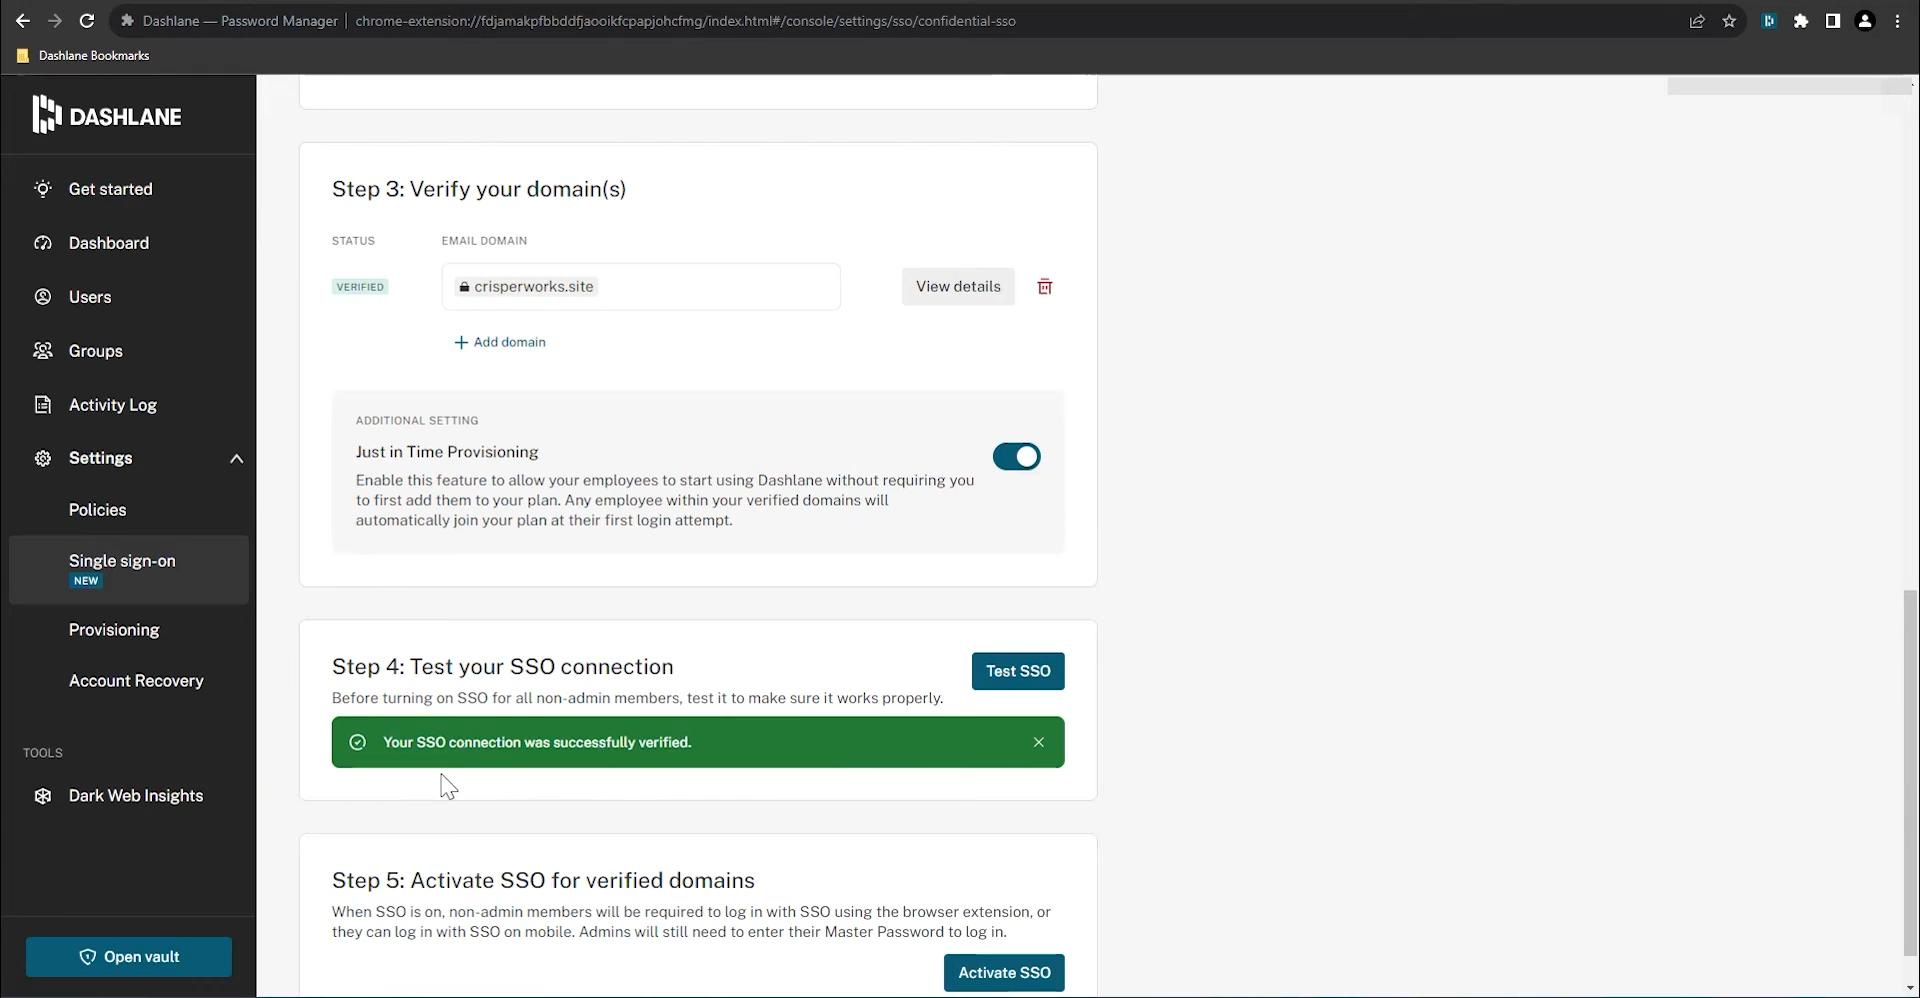 Dashlane — Password Manager | chrome-extension://fdjamakpfbbddfjaooikfcpapjohcfmg/index.html#/console/settings/sso/confidential-sso
Dashlane Bookmarks
DASHLANE
Get started
Dashboard
Users
Groups
Activity Log
Settings
Policies
Single sign-on
NEW
Provisioning
Account Recovery
TOOLS
Dark Web Insights
Open vault
Step 3: Verify your domain(s)
STATUS EMAIL DOMAIN
VERIFIED crisperworks.site View details
+ Add domain
ADDITIONAL SETTING
Just in Time Provisioning
Enable this feature to allow your employees to start using Dashlane without requiring you
to first add them to your plan. Any employee within your verified domains will
automatically join your plan at their first login attempt.
Step 4: Test your SSO connection
Test SSO
Before turning on SSO for all non-admin members, test it to make sure it works properly.
Your SSO connection was successfully verified.
Step 5: Activate SSO for verified domains
When SSO is on, non-admin members will be required to log in with SSO using the browser extension, or
they can log in with SSO on mobile. Admins will still need to enter their Master Password to log in.
Activate SSO